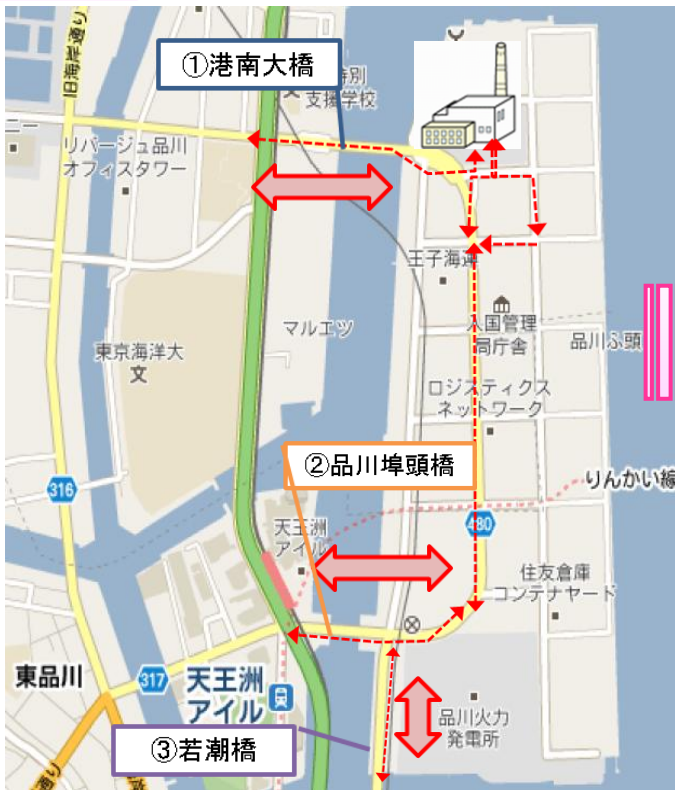 旧海岸通り
①港南大橋
特別
支援学校
ニー
リバージュ品川
オフィスタワー
王子海運
入国管理
局庁舎
マルエツ
品川ふ頭
東京海洋大
文
ロジスティクス
ネットワーク
②品川埠頭橋
りんかい線
316
480
天王洲
アイル
住友倉庫
コンテナヤード
東品川
317
天王洲
アイル
品川火力
発電所
③若潮橋
通り